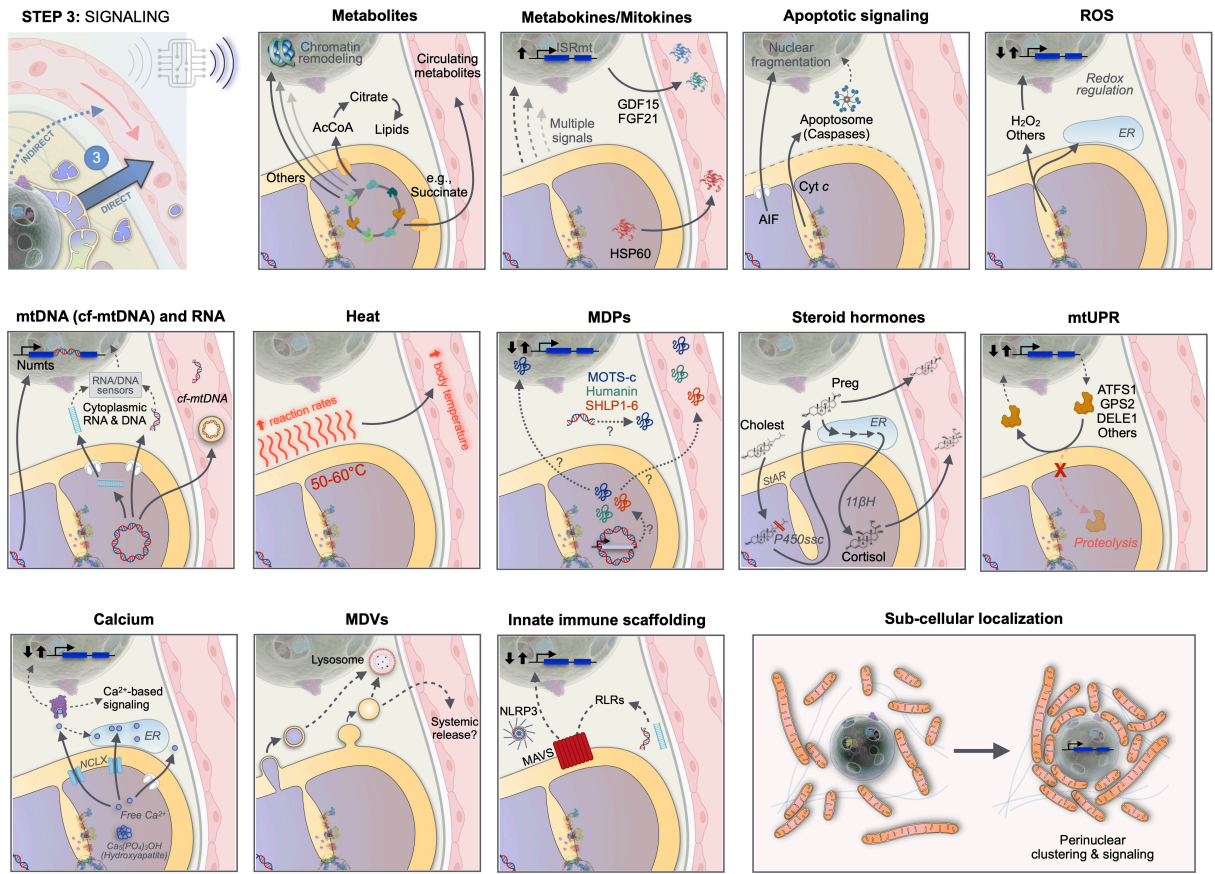 STEP 3: SIGNALING
INDIRECT
3
DIRECT
Metabolites
Chromatin
remodeling
Circulating
metabolites
Citrate
AcCoA
Lipids
Others
e.g.,
Succinate
Metabokines/Mitokines
ISRmt
GDF15
FGF21
Multiple
signals
HSP60
Apoptotic signaling
Nuclear
fragmentation
Apoptosome
(Caspases)
Cyt c
AIF
ROS
Redox
regulation
H₂O₂
Others
ER
mtDNA (cf-mtDNA) and RNA
Numts
RNA/DNA
sensors
Cytoplasmic
RNA & DNA
cf-mtDNA
Heat
reaction rates
body temperature
50-60°C
MDPs
MOTS-c
Humanin
SHLP1-6
?
?
?
?
Steroid hormones
Preg
Cholest
ER
StAR
11βH
P450ssc
Cortisol
mtUPR
ATFS1
GPS2
DELE1
Others
X
Proteolysis
Calcium
Ca²⁺-based
signaling
ER
NCLX
Free Ca²⁺
Ca₅(PO₄)₃OH
(Hydroxyapatite)
MDVs
Lysosome
Systemic
release?
Innate immune scaffolding
NLRP3
RLRs
MAVS
Sub-cellular localization
Perinuclear
clustering & signaling